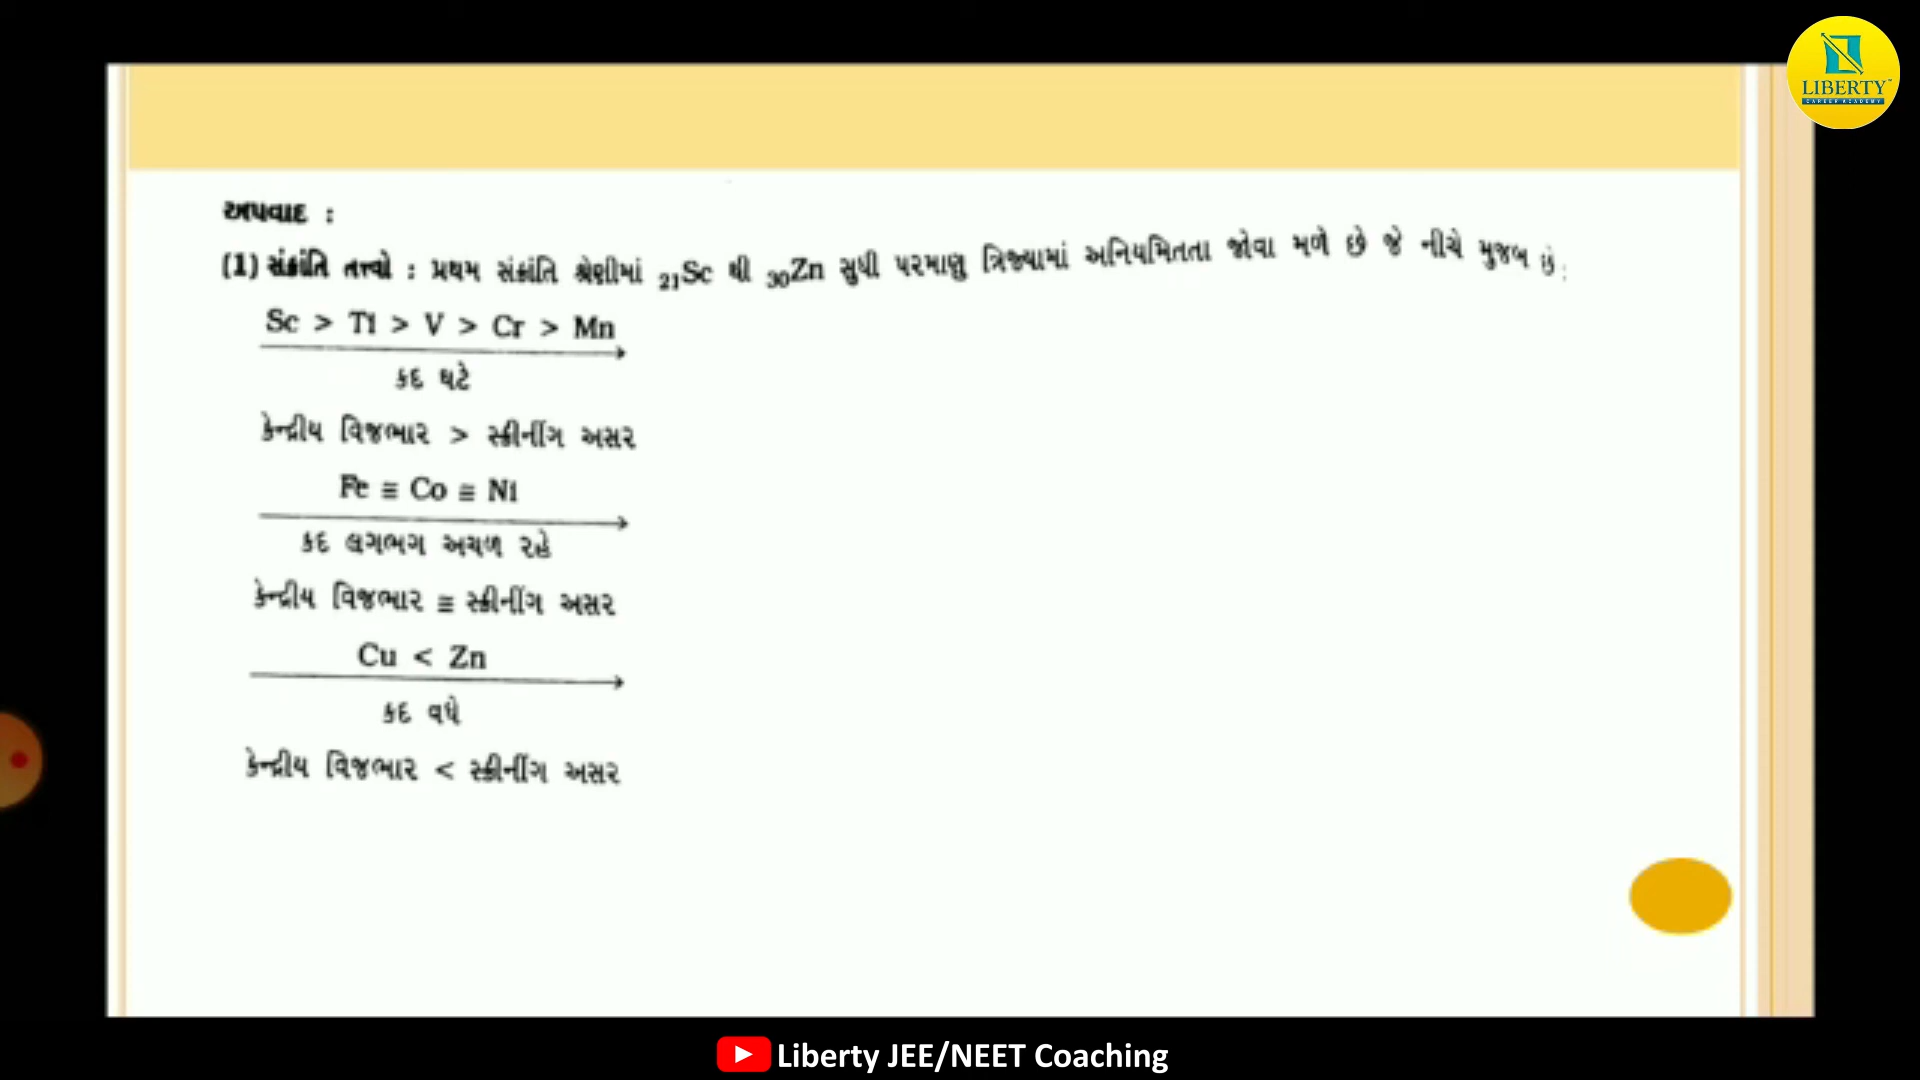 LIBERTY
CAREER ACADEMY
અપવાદ :
(1) સંક્રાંતિ તત્ત્વો : પ્રથમ સંક્રાંતિ શ્રેણીમાં ₂₁Sc થી ₃₀Zn સુધી પરમાણુ ત્રિજ્યામાં અનિયમિતતા જોવા મળે છે જે નીચે મુજબ છે :
Sc > Ti > V > Cr > Mn
કદ ઘટે
કેન્દ્રીય વિજભાર > સ્ક્રીનીંગ અસર
Fe ≅ Co ≅ Ni
કદ લગભગ અચળ રહે
કેન્દ્રીય વિજભાર ≅ સ્ક્રીનીંગ અસર
Cu < Zn
કદ વધે
કેન્દ્રીય વિજભાર < સ્ક્રીનીંગ અસર
Liberty JEE/NEET Coaching